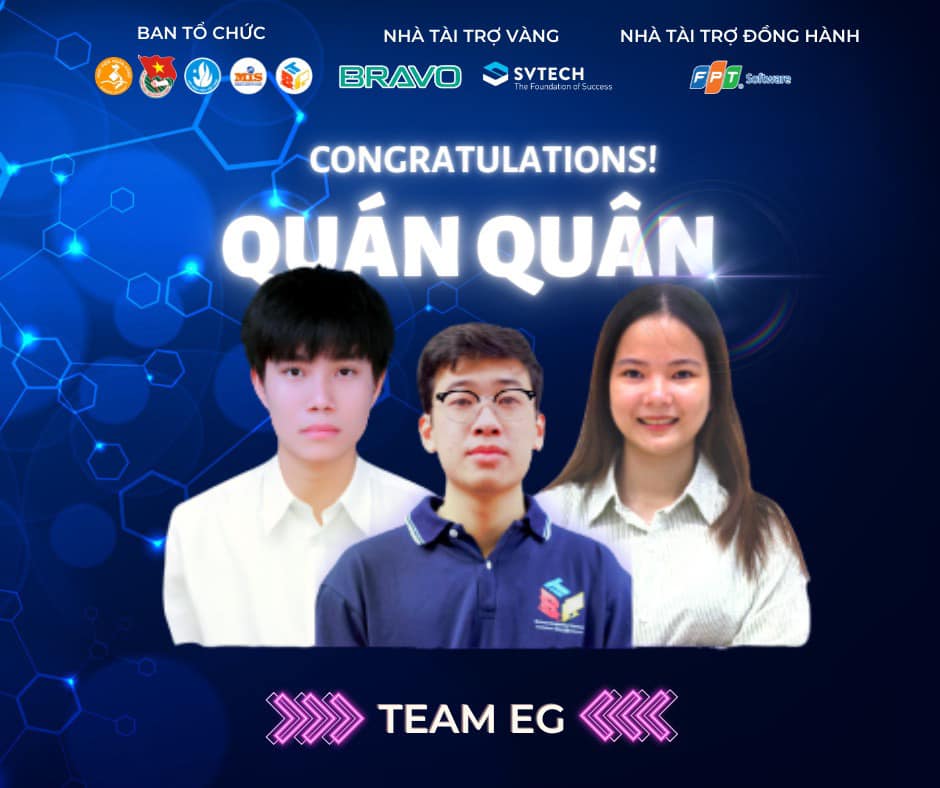 BAN TỔ CHỨC
NHÀ TÀI TRỢ VÀNG
NHÀ TÀI TRỢ ĐỒNG HÀNH
MIS
BRAVO
SVTECH
The Foundation of Success
FPT Software
CONGRATULATIONS!
QUÁN QUÂN
TEAM EG